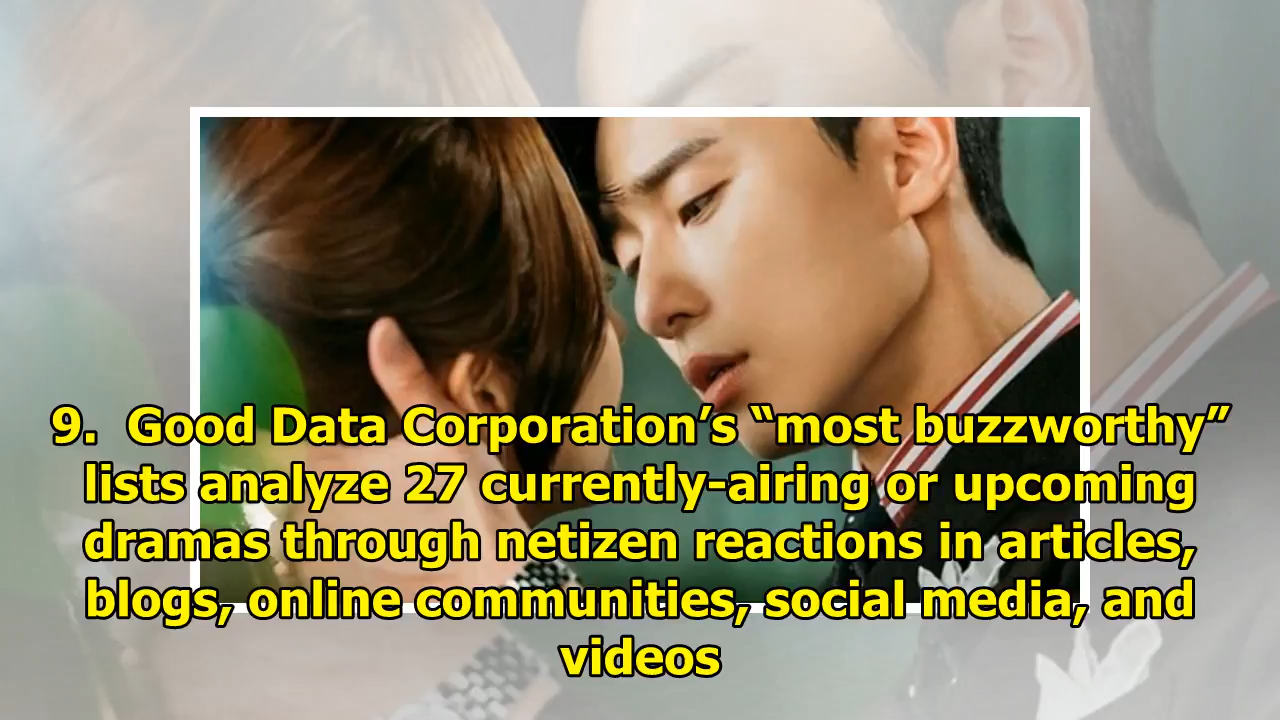 9.  Good Data Corporation’s “most buzzworthy”
lists analyze 27 currently-airing or upcoming
dramas through netizen reactions in articles,
blogs, online communities, social media, and
videos